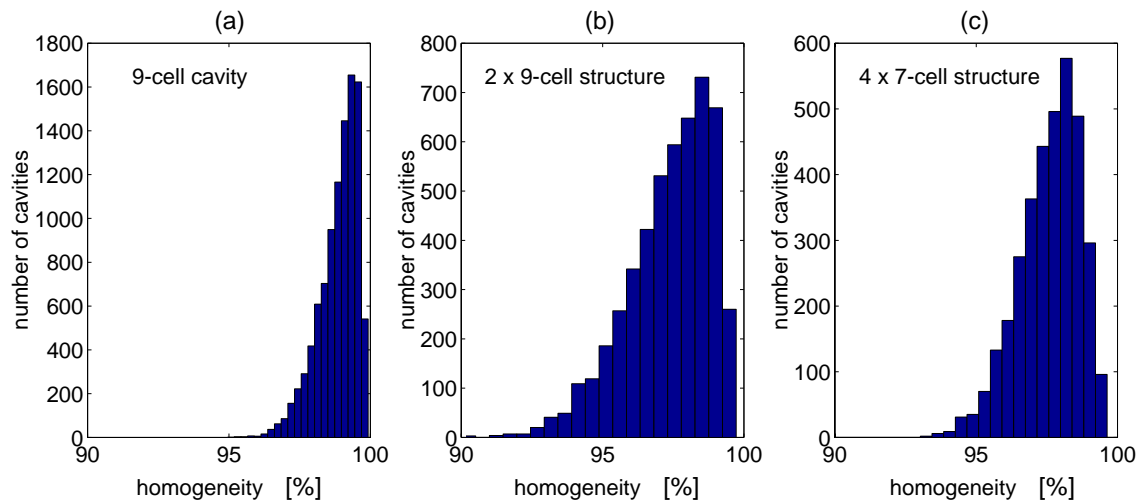 (a)
9-cell cavity
number of cavities
1800
1600
1400
1200
1000
800
600
400
200
0
90
95
100
homogeneity [%]
(b)
2 x 9-cell structure
number of cavities
800
700
600
500
400
300
200
100
0
90
95
100
homogeneity [%]
(c)
4 x 7-cell structure
number of cavities
600
500
400
300
200
100
0
90
95
100
homogeneity [%]